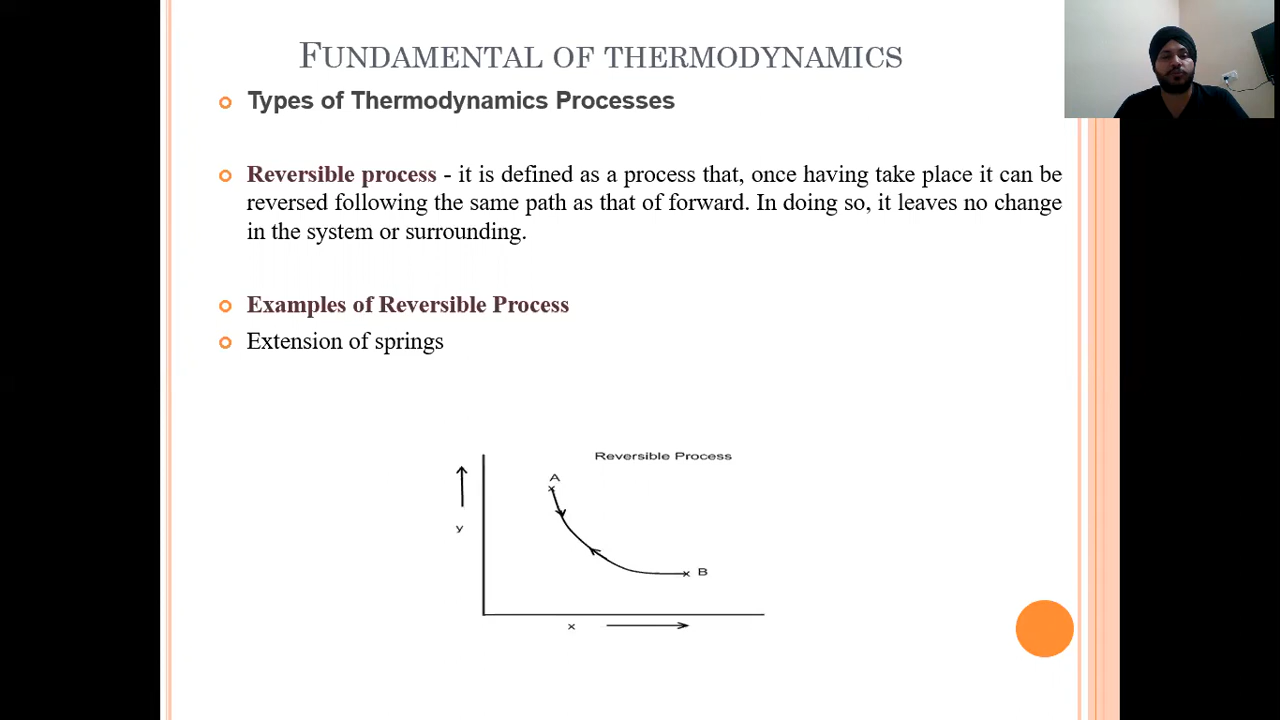 FUNDAMENTAL OF THERMODYNAMICS
Types of Thermodynamics Processes
Reversible process - it is defined as a process that, once having take place it can be
reversed following the same path as that of forward. In doing so, it leaves no change
in the system or surrounding.
Examples of Reversible Process
Extension of springs
Reversible Process
A
y
B
x